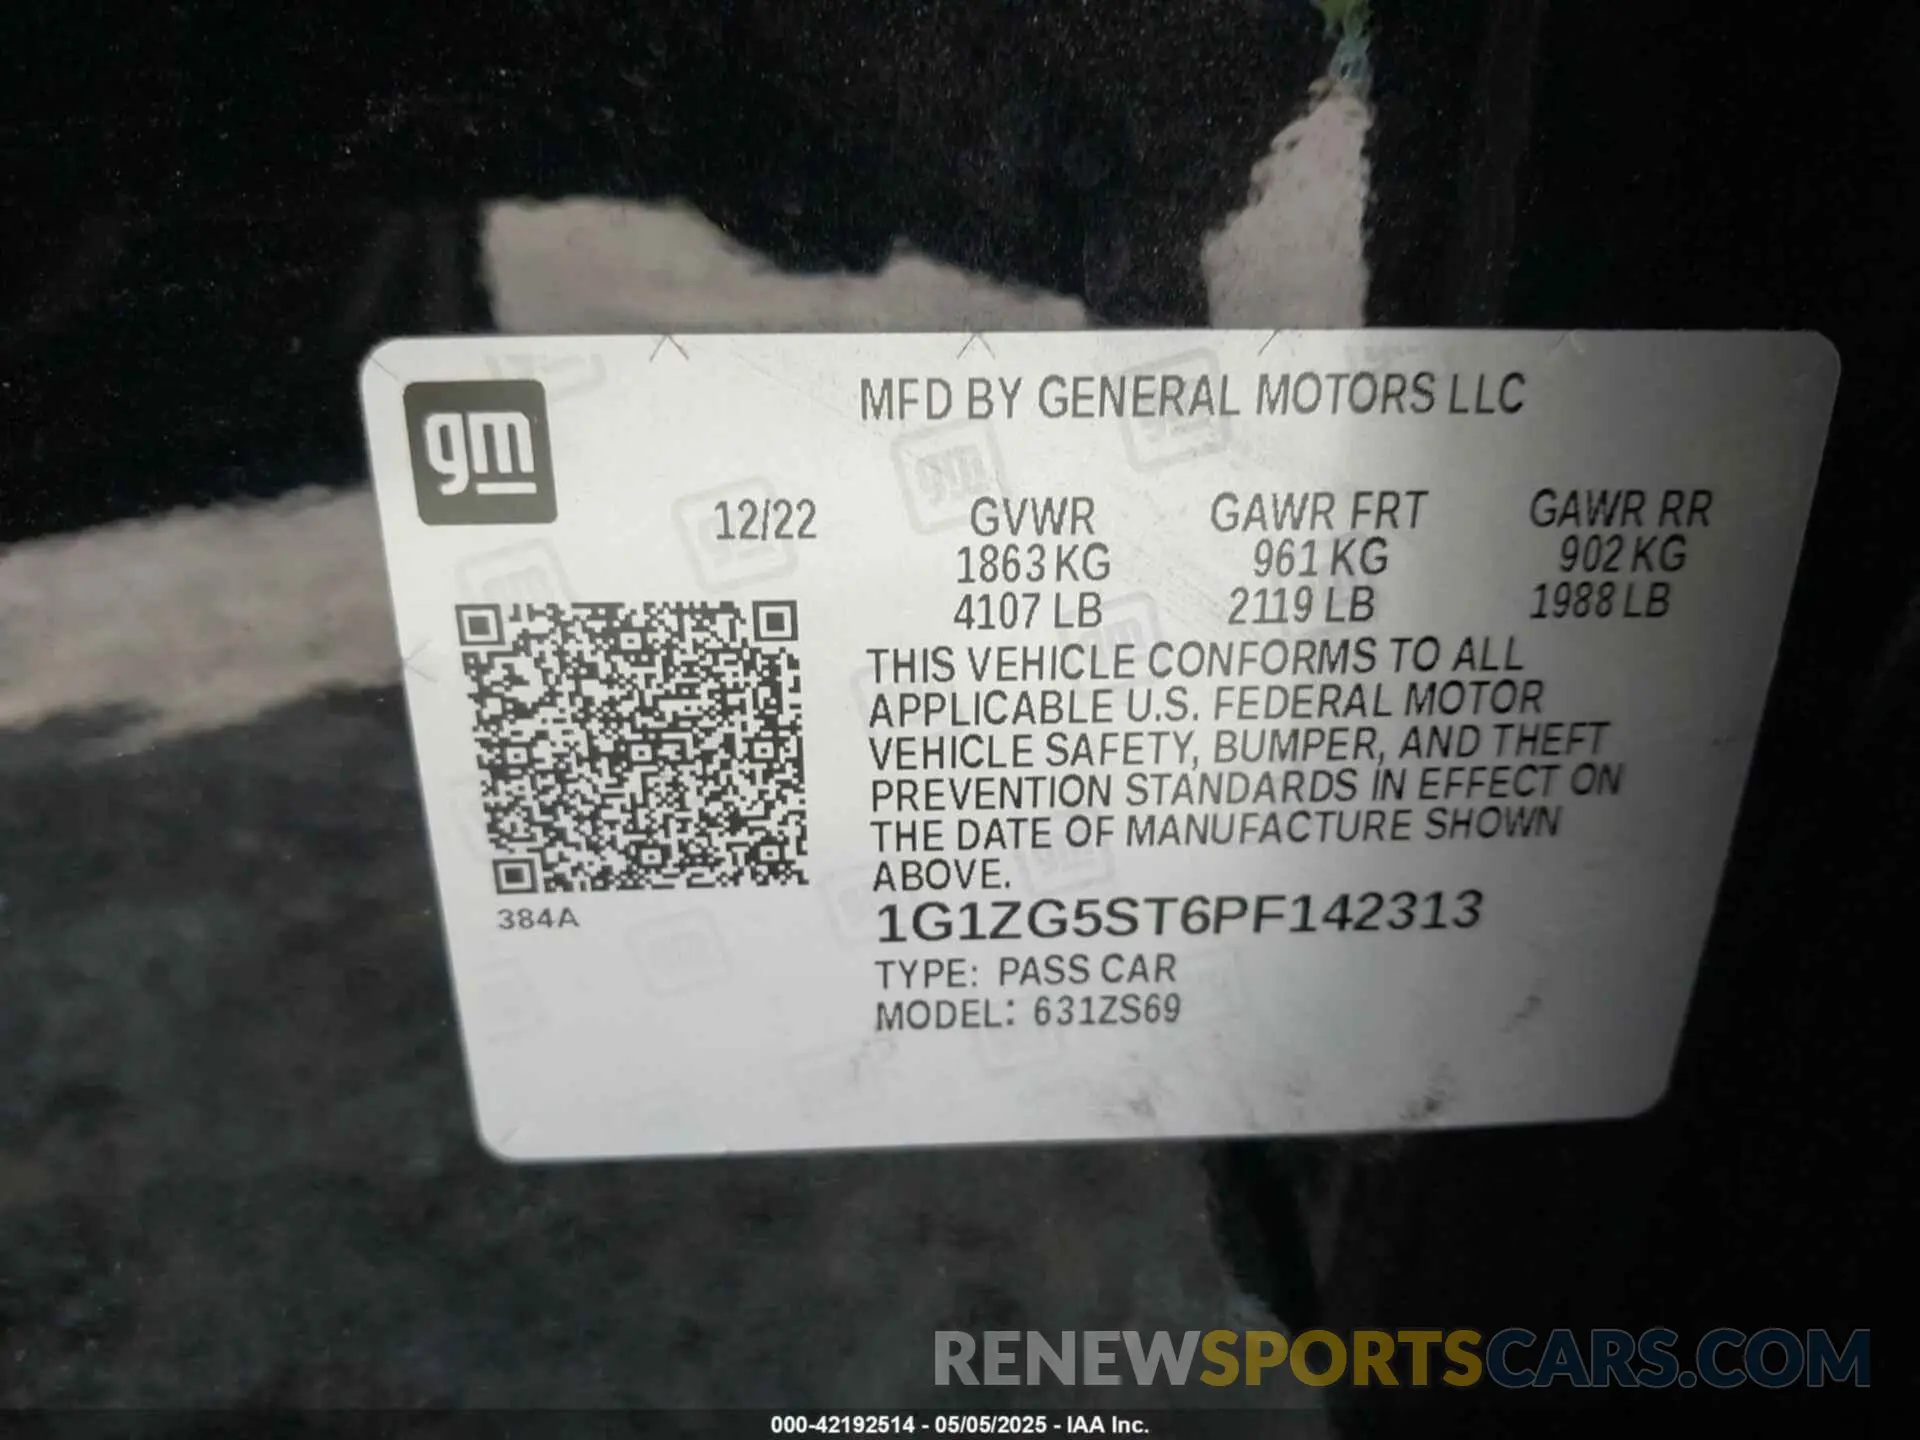 gm
MFD BY GENERAL MOTORS LLC
12/22 GVWR GAWR FRT GAWR RR
1863 KG 961 KG 902 KG
4107 LB 2119 LB 1988 LB
THIS VEHICLE CONFORMS TO ALL
APPLICABLE U.S. FEDERAL MOTOR
VEHICLE SAFETY, BUMPER, AND THEFT
PREVENTION STANDARDS IN EFFECT ON
THE DATE OF MANUFACTURE SHOWN
ABOVE.
384A
1G1ZG5ST6PF142313
TYPE: PASS CAR
MODEL: 631ZS69
RENEWSPORTSCARS.COM
000-42192514 - 05/05/2025 - IAA Inc.